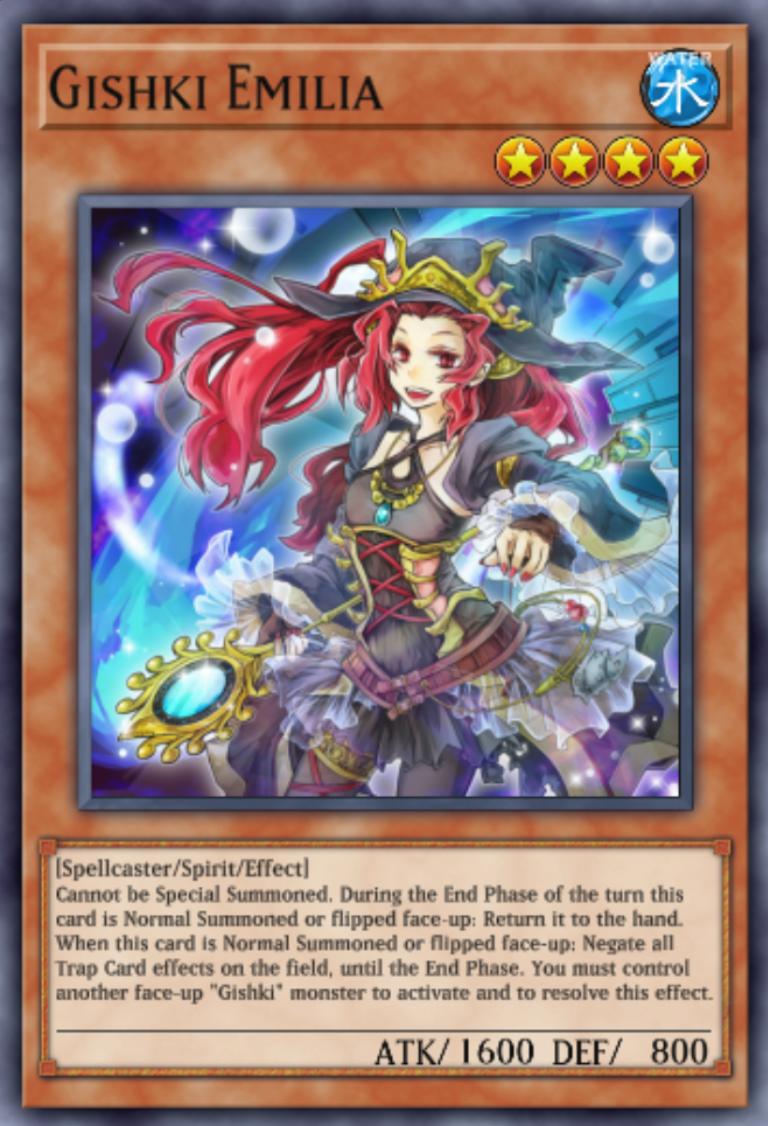 Gishki Emilia
WATER
水
[Spellcaster/Spirit/Effect]
Cannot be Special Summoned. During the End Phase of the turn this
card is Normal Summoned or flipped face-up: Return it to the hand.
When this card is Normal Summoned or flipped face-up: Negate all
Trap Card effects on the field, until the End Phase. You must control
another face-up "Gishki" monster to activate and to resolve this effect.
ATK/ 1600 DEF/ 800